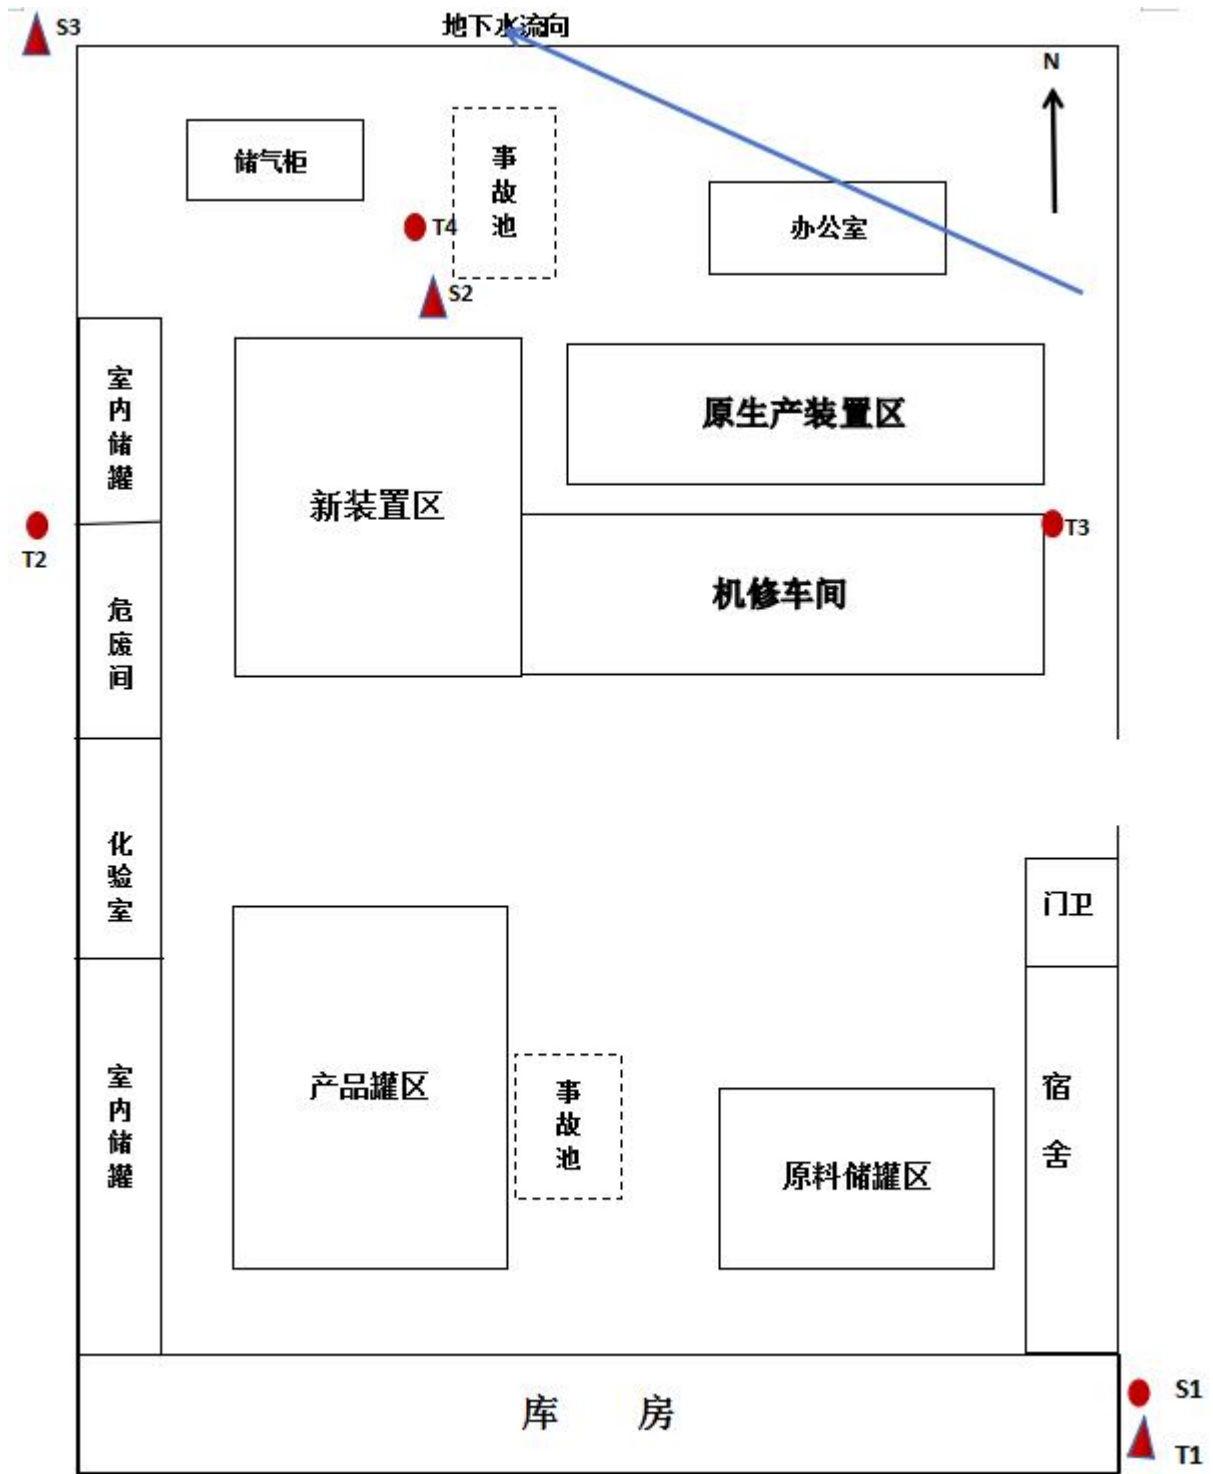 S3
地下水流向
N
储气柜
事故池
办公室
T4
S2
室内储罐
原生产装置区
新装置区
T3
T2
机修车间
危废间
化验室
门卫
产品罐区
室内储罐
事故池
宿舍
原料储罐区
S1
库 房
T1